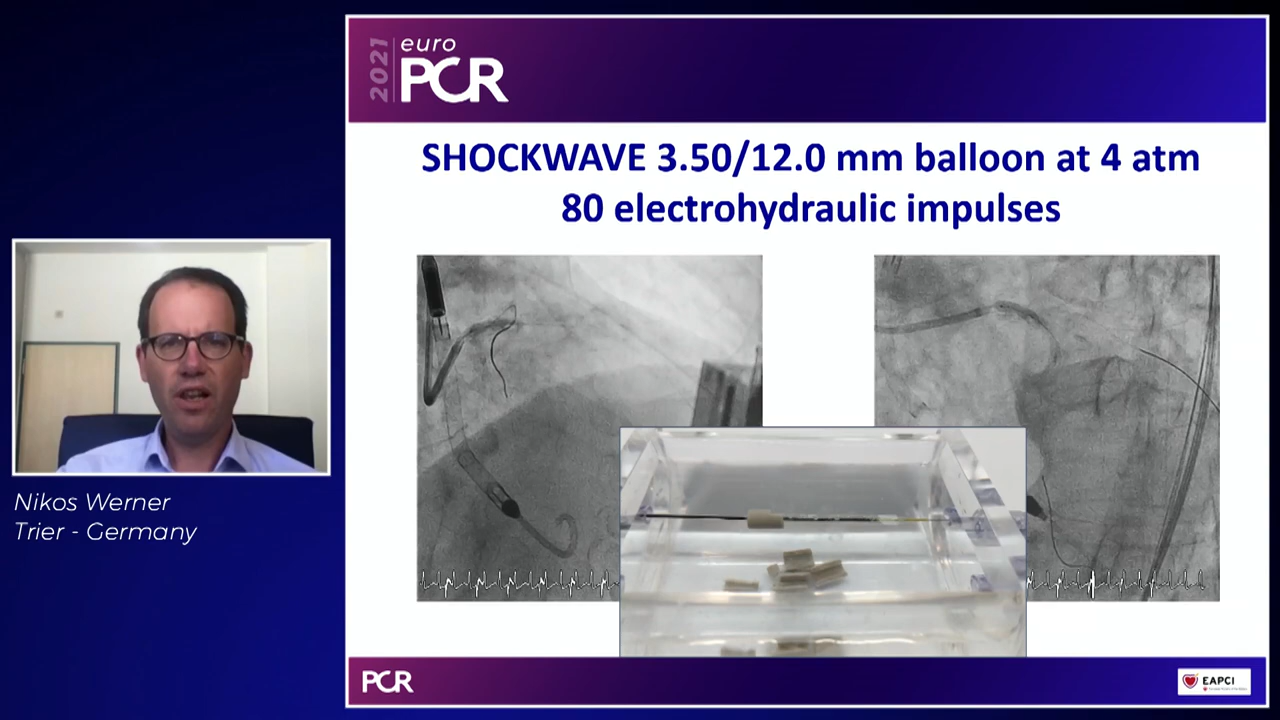 2021
euro
PCR
SHOCKWAVE 3.50/12.0 mm balloon at 4 atm
80 electrohydraulic impulses
Nikos Werner
Trier - Germany
PCR
EAPCI